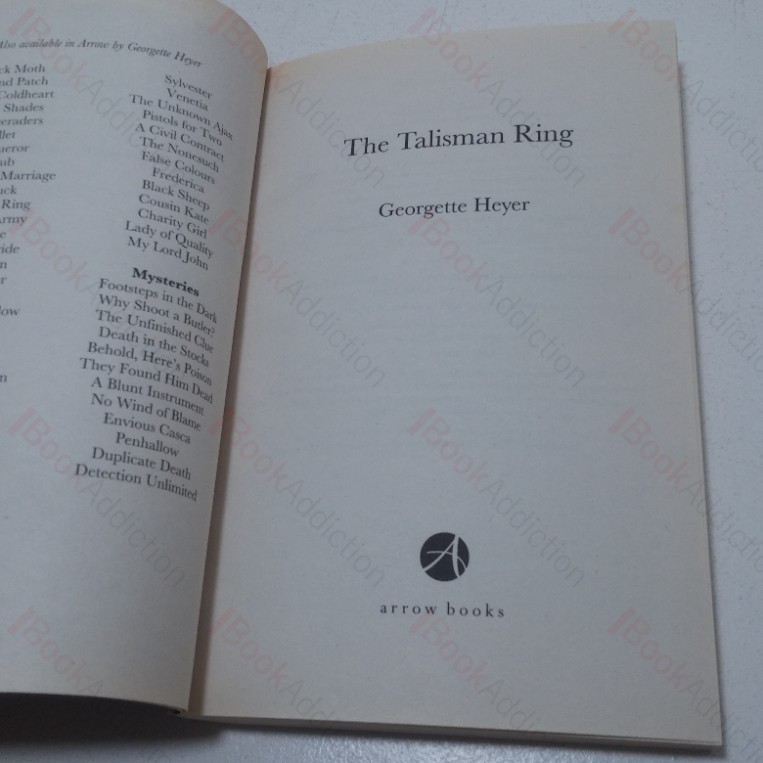 Also available in Arrow by Georgette Heyer
ck Moth
nd Patch
Coldheart
Shades
eraders
llet
ueror
ub
Marriage
uck
Ring
Army
e
ride
n
r
low
n
Sylvester
Venetia
The Unknown Ajax
Pistols for Two
A Civil Contract
The Nonesuch
False Colours
Frederica
Black Sheep
Cousin Kate
Charity Girl
Lady of Quality
My Lord John
Mysteries
Footsteps in the Dark
Why Shoot a Butler?
The Unfinished Clue
Death in the Stocks
Behold, Here's Poison
They Found Him Dead
A Blunt Instrument
No Wind of Blame
Envious Casca
Penhallow
Duplicate Death
Detection Unlimited
The Talisman Ring
Georgette Heyer
A
arrow books
BookAddiction